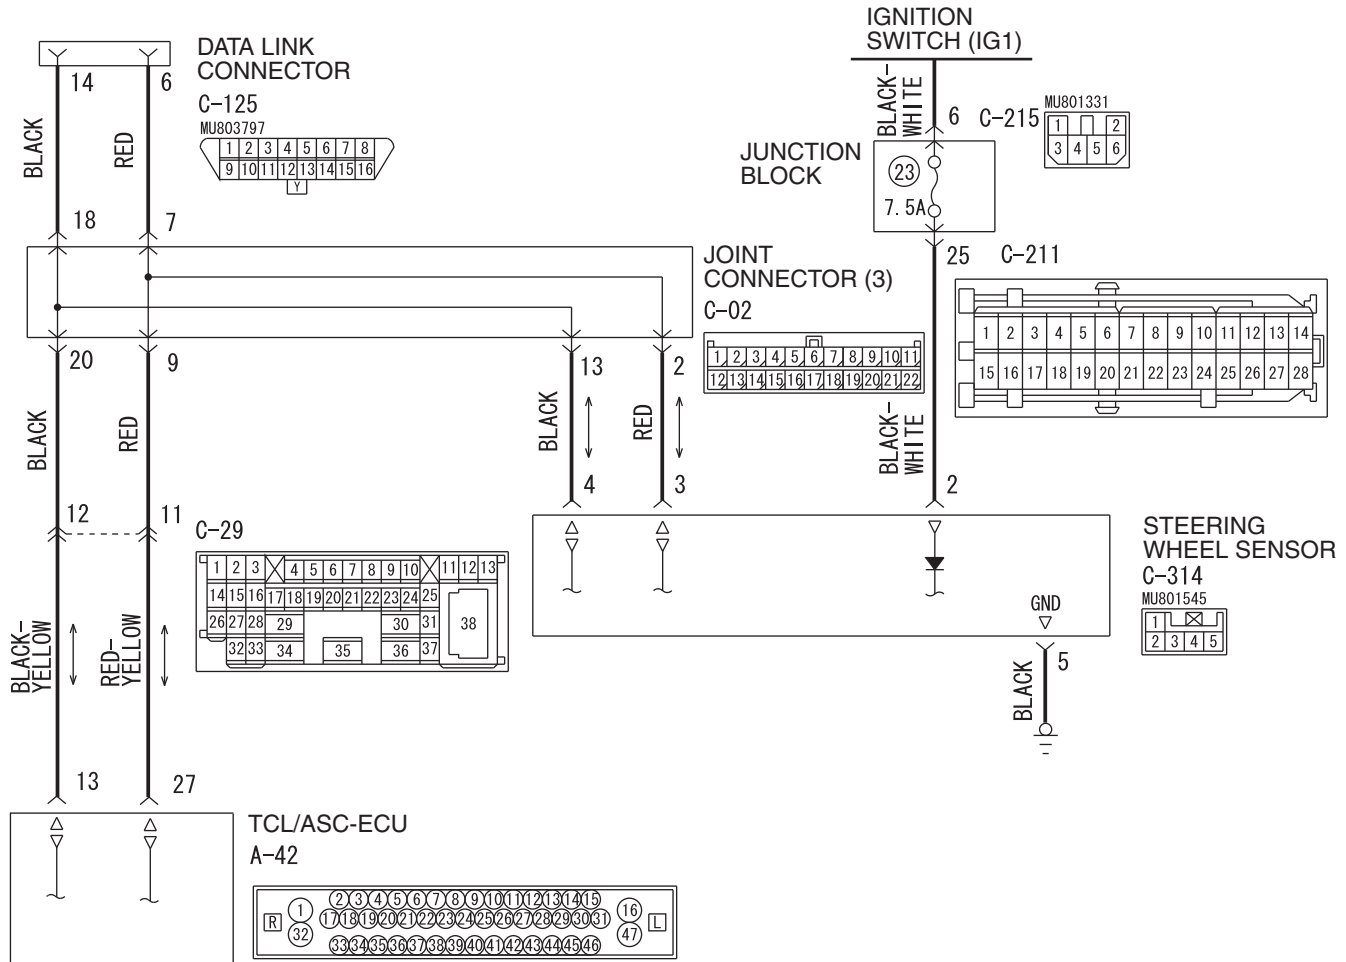 IGNITION
SWITCH (IG1)
DATA LINK
CONNECTOR
C-125
MU803797
1 2 3 4 5 6 7 8
9 10 11 12 13 14 15 16
Y
14 6
BLACK
RED
18 7
BLACK-
WHITE
6
C-215
MU801331
1 2
3 4 5 6
JUNCTION
BLOCK
23
7.5A
25
C-211
1 2 3 4 5 6 7 8 9 10 11 12 13 14
15 16 17 18 19 20 21 22 23 24 25 26 27 28
JOINT
CONNECTOR (3)
C-02
1 2 3 4 5 6 7 8 9 10 11
12 13 14 15 16 17 18 19 20 21 22
20 9 13 2
BLACK
RED
BLACK
RED
BLACK-
WHITE
4 3 2
12 11
C-29
1 2 3 4 5 6 7 8 9 10 11 12 13
14 15 16 17 18 19 20 21 22 23 24 25
26 27 28 29 30 31 38
32 33 34 35 36 37
STEERING
WHEEL SENSOR
C-314
MU801545
1
2 3 4 5
GND
5
BLACK
BLACK-
YELLOW
RED-
YELLOW
13 27
TCL/ASC-ECU
A-42
R
1
32
2 3 4 5 6 7 8 9 10 11 12 13 14 15
17 18 19 20 21 22 23 24 25 26 27 28 29 30 31
33 34 35 36 37 38 39 40 41 42 43 44 45 46
16
47
L